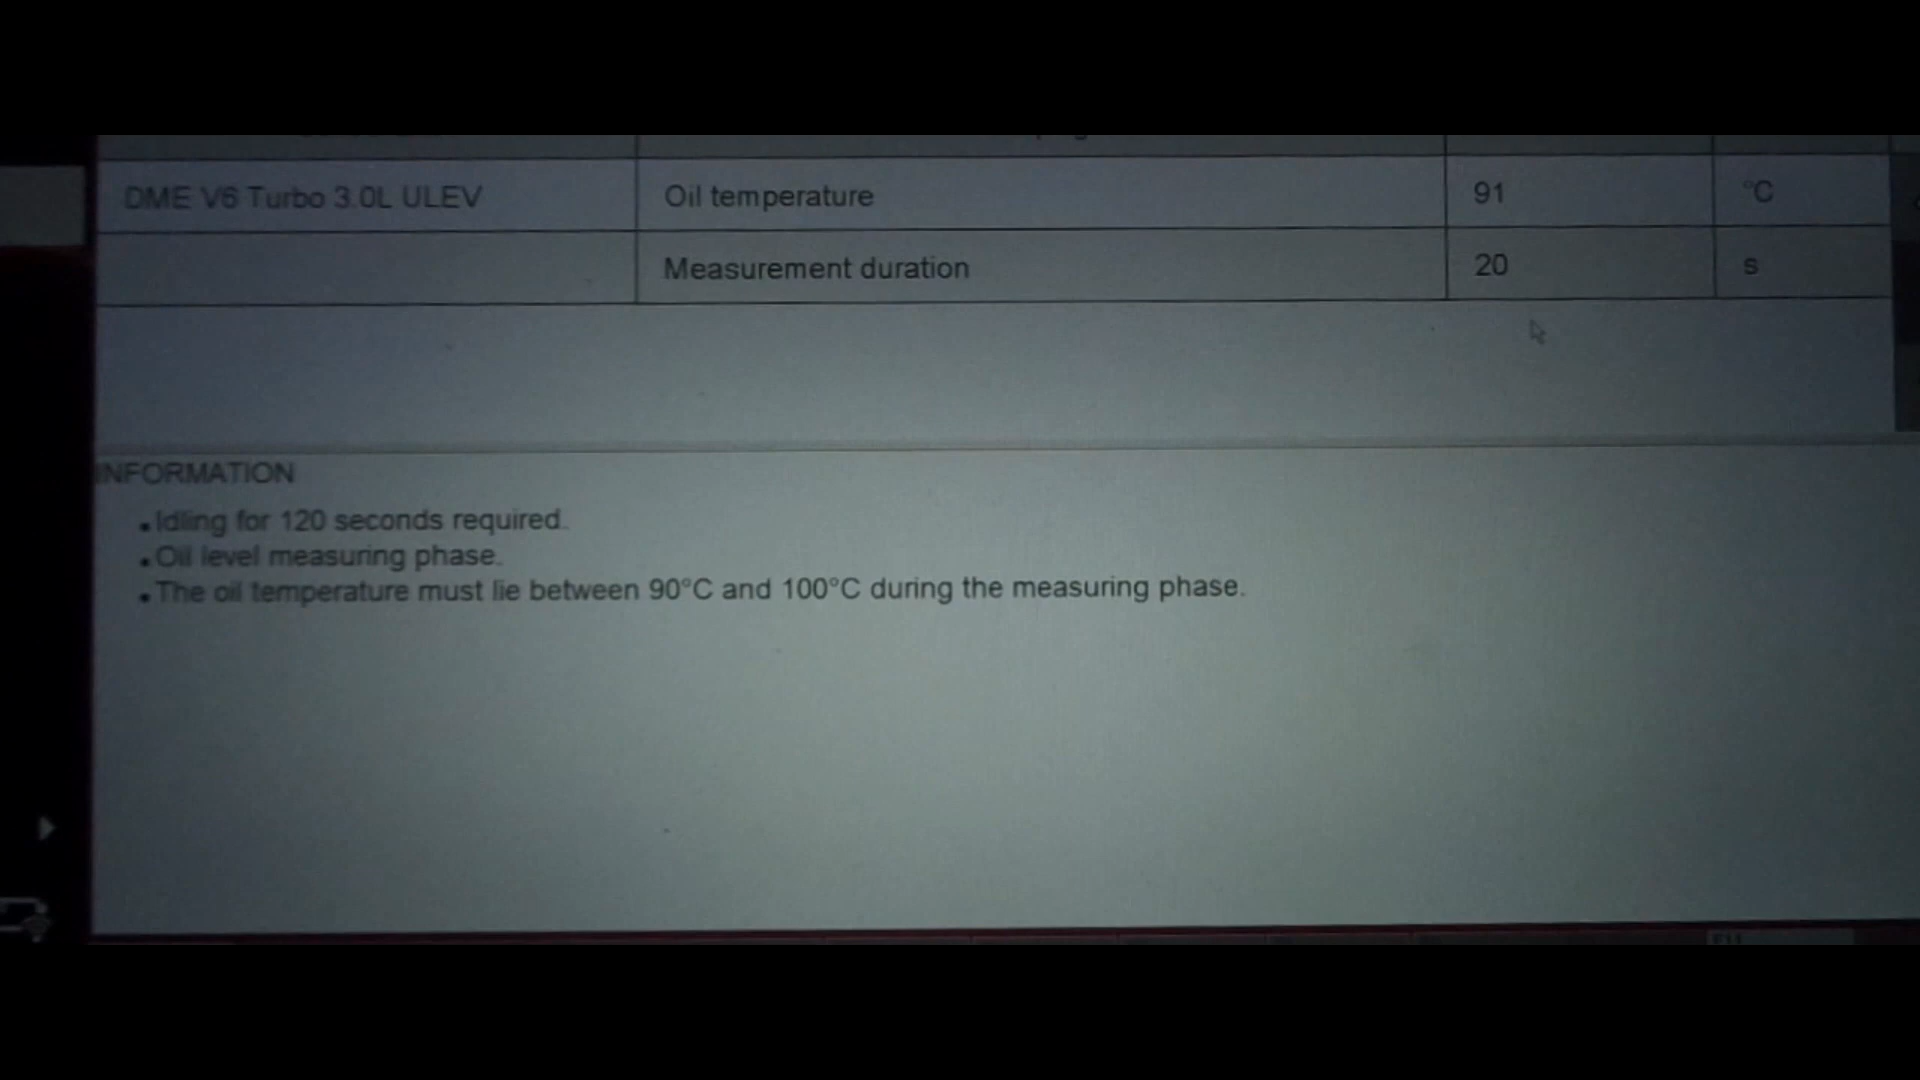 DME V6 Turbo 3.0L ULEV Oil temperature 91 °C
Measurement duration 20 s
INFORMATION
• Idling for 120 seconds required.
• Oil level measuring phase.
• The oil temperature must lie between 90°C and 100°C during the measuring phase.